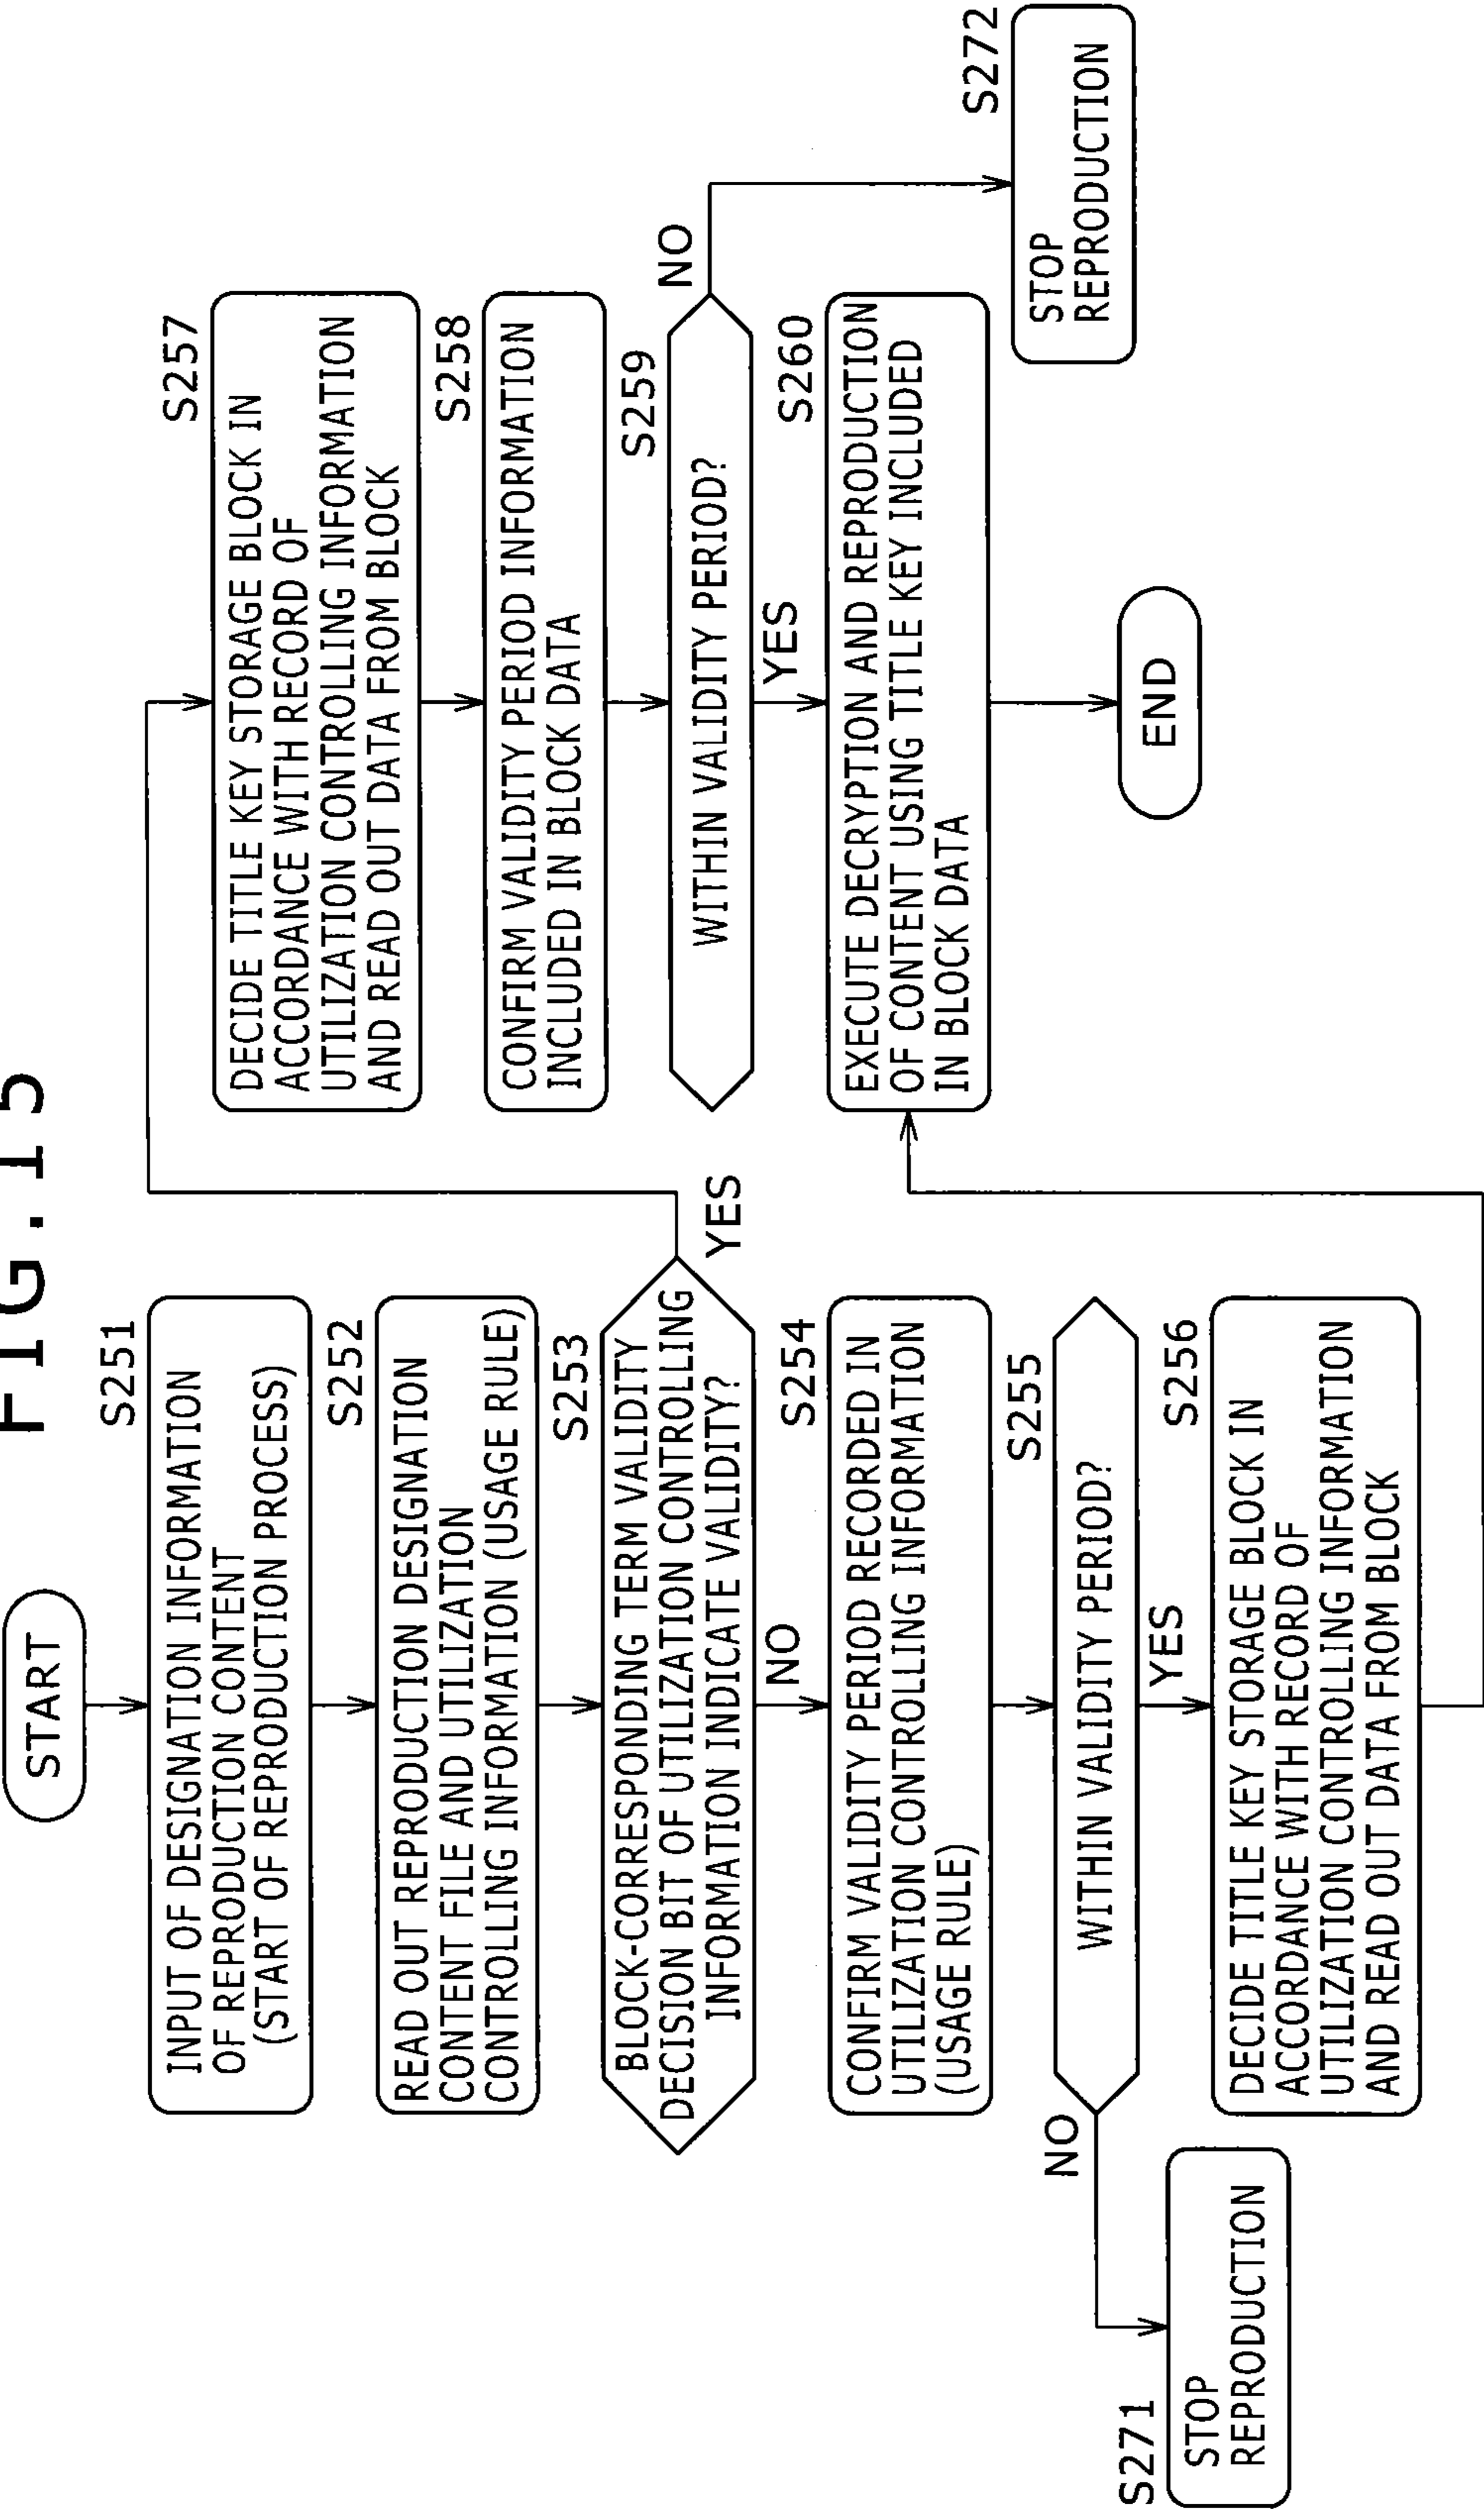 FIG.15
START
S251
INPUT OF DESIGNATION INFORMATION
OF REPRODUCTION CONTENT
(START OF REPRODUCTION PROCESS)
S252
READ OUT REPRODUCTION DESIGNATION
CONTENT FILE AND UTILIZATION
CONTROLLING INFORMATION (USAGE RULE)
S253
BLOCK-CORRESPONDING TERM VALIDITY
DECISION BIT OF UTILIZATION CONTROLLING
INFORMATION INDICATE VALIDITY?
YES
NO
S254
CONFIRM VALIDITY PERIOD RECORDED IN
UTILIZATION CONTROLLING INFORMATION
(USAGE RULE)
S255
WITHIN VALIDITY PERIOD?
NO
YES
S271
STOP
REPRODUCTION
S256
DECIDE TITLE KEY STORAGE BLOCK IN
ACCORDANCE WITH RECORD OF
UTILIZATION CONTROLLING INFORMATION
AND READ OUT DATA FROM BLOCK
S257
DECIDE TITLE KEY STORAGE BLOCK IN
ACCORDANCE WITH RECORD OF
UTILIZATION CONTROLLING INFORMATION
AND READ OUT DATA FROM BLOCK
S258
CONFIRM VALIDITY PERIOD INFORMATION
INCLUDED IN BLOCK DATA
S259
WITHIN VALIDITY PERIOD?
NO
YES
S260
EXECUTE DECRYPTION AND REPRODUCTION
OF CONTENT USING TITLE KEY INCLUDED
IN BLOCK DATA
S272
STOP
REPRODUCTION
END